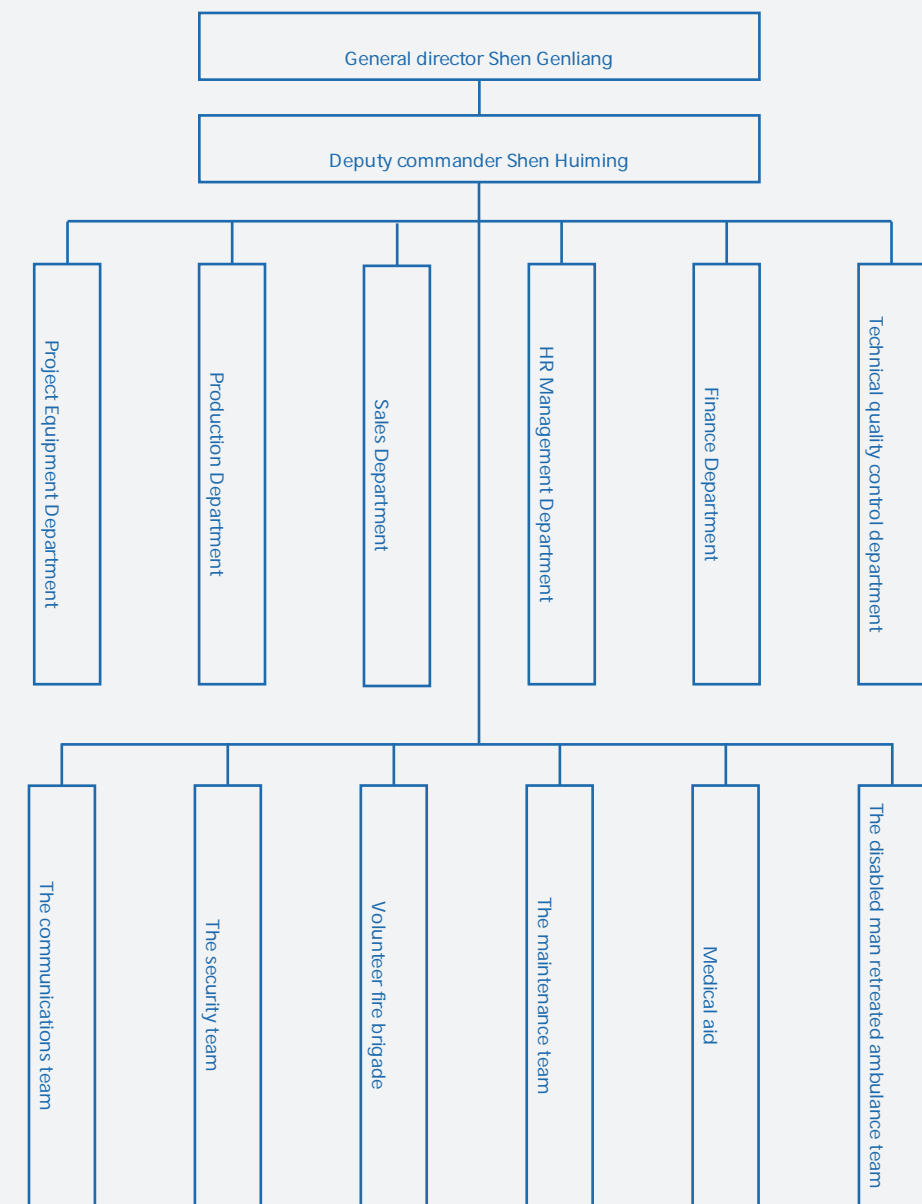 General director Shen Genliang
Deputy commander Shen Huiming
Project Equipment Department
Production Department
Sales Department
HR Management Department
Finance Department
Technical quality control department
The communications team
The security team
Volunteer fire brigade
The maintenance team
Medical aid
The disabled man retreated ambulance team